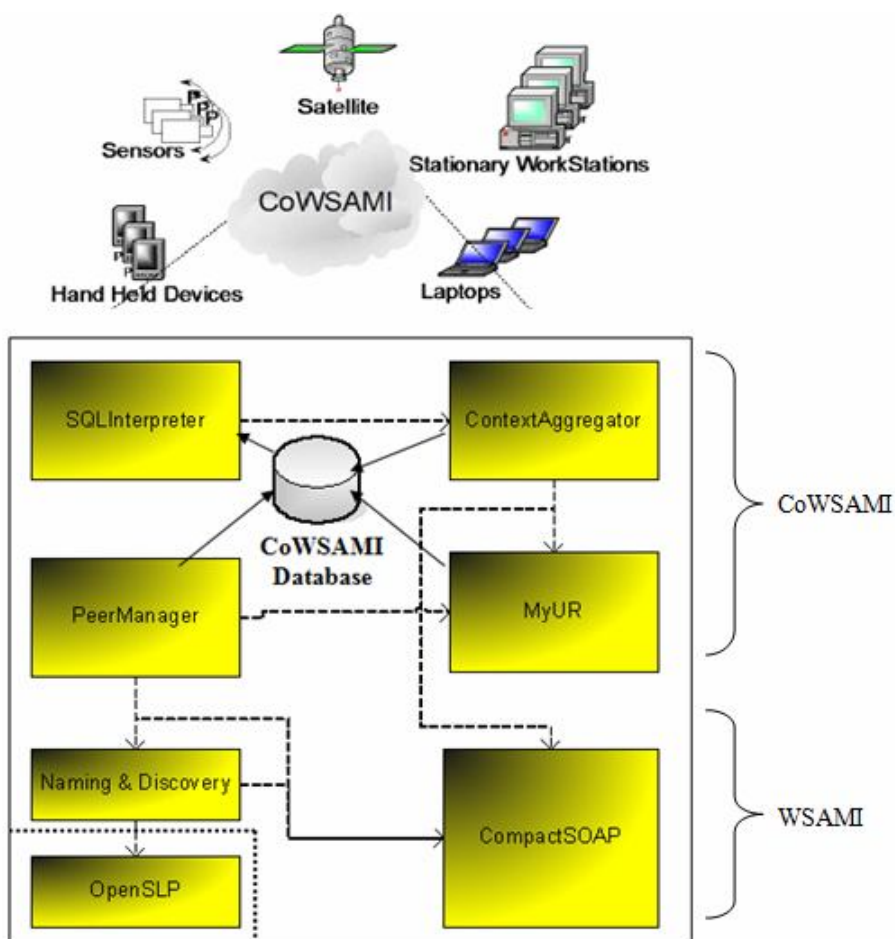 Satellite
Sensors
Stationary WorkStations
CoWSAMI
Hand Held Devices
Laptops
SQLInterpreter
ContextAggregator
CoWSAMI
CoWSAMI
Database
PeerManager
MyUR
Naming & Discovery
CompactSOAP
WSAMI
OpenSLP